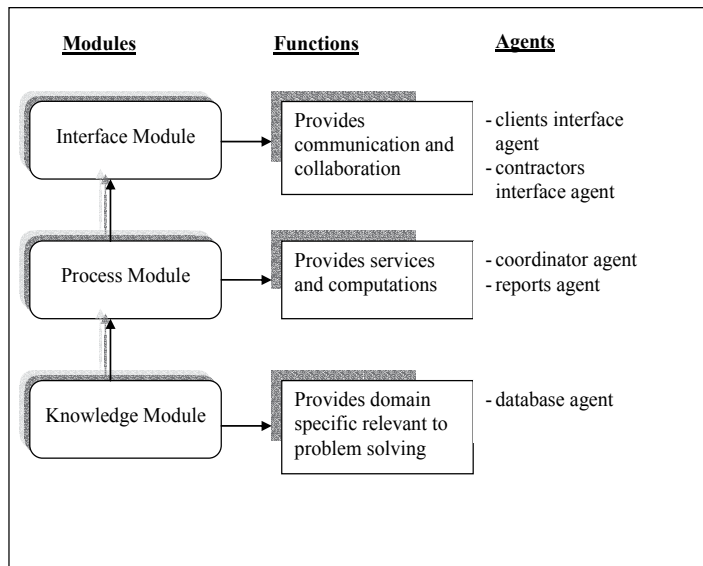 Modules
Functions
Agents
Interface Module
Provides
communication and
collaboration
- clients interface
agent
- contractors
interface agent
Process Module
Provides services
and computations
- coordinator agent
- reports agent
Knowledge Module
Provides domain
specific relevant to
problem solving
- database agent